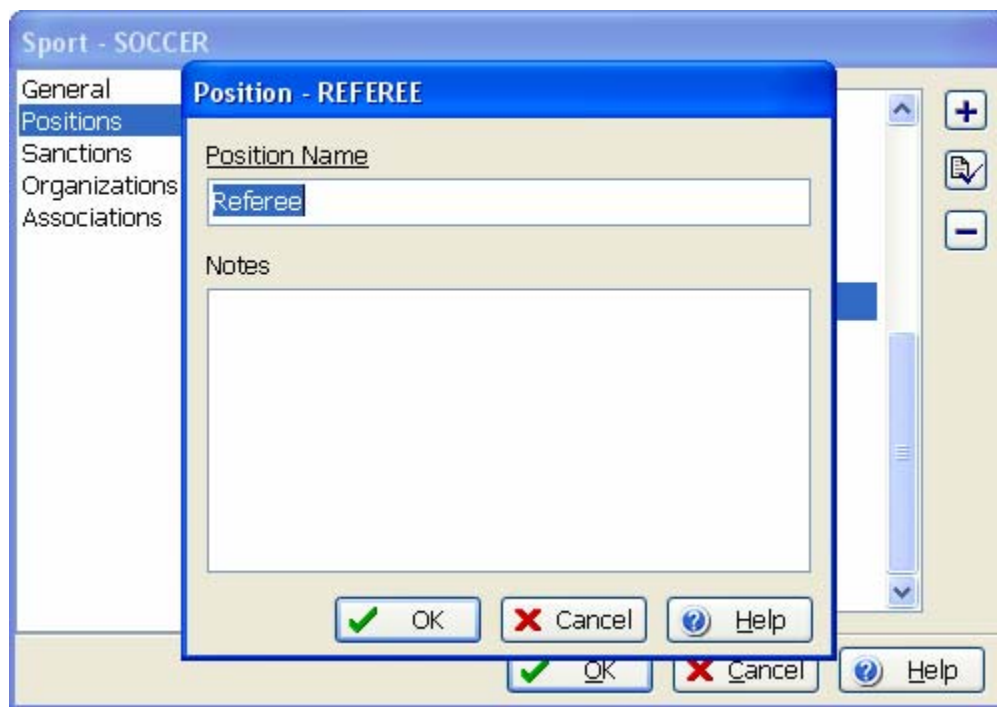 Sport - SOCCER
General
Positions
Sanctions
Organizations
Associations
Position - REFEREE
Position Name
Referee
Notes
OK Cancel Help
OK Cancel Help